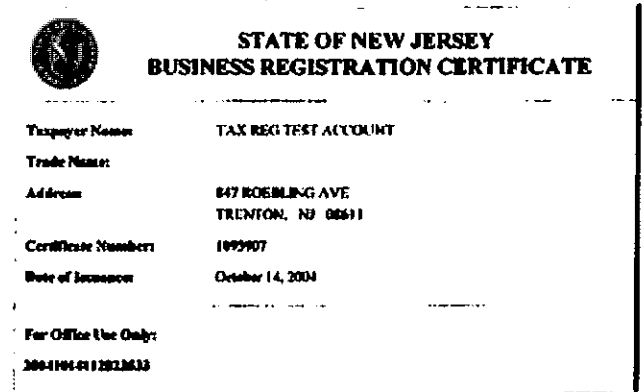 STATE OF NEW JERSEY
BUSINESS REGISTRATION CERTIFICATE
Taxpayer Name: TAX REG TEST ACCOUNT
Trade Name:
Address: 847 ROEBLING AVE
TRENTON, NJ 08611
Certificate Number: 1093907
Date of Issuance: October 14, 2004
For Office Use Only: